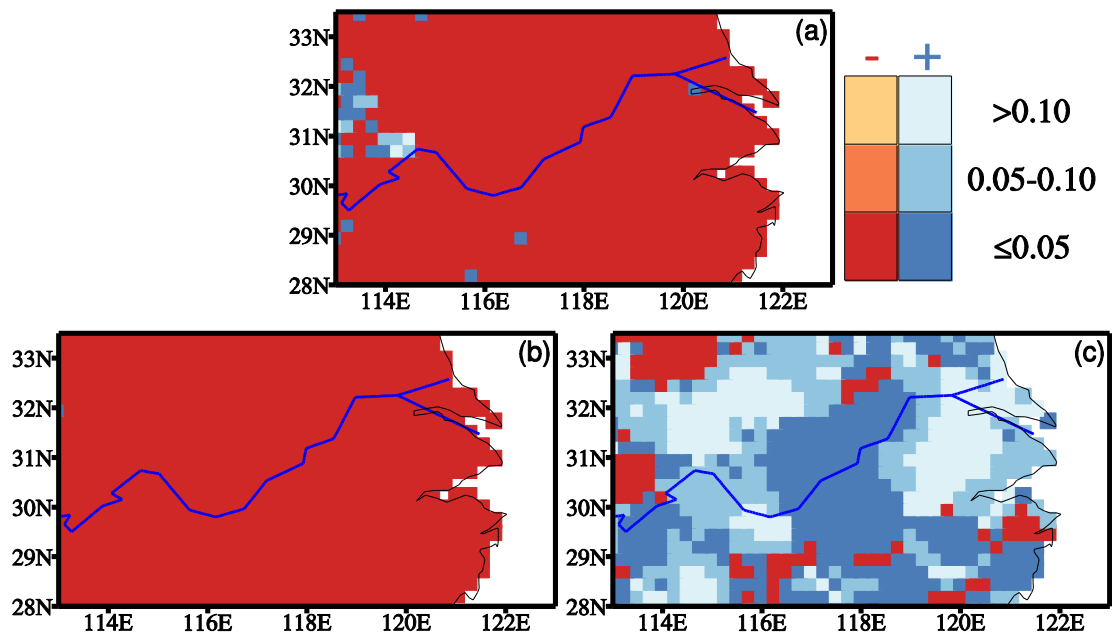 (a)
33N
32N
31N
30N
29N
28N
114E 116E 118E 120E 122E
- +
>0.10
0.05-0.10
≤0.05
(b)
33N
32N
31N
30N
29N
28N
114E 116E 118E 120E 122E
(c)
33N
32N
31N
30N
29N
28N
114E 116E 118E 120E 122E